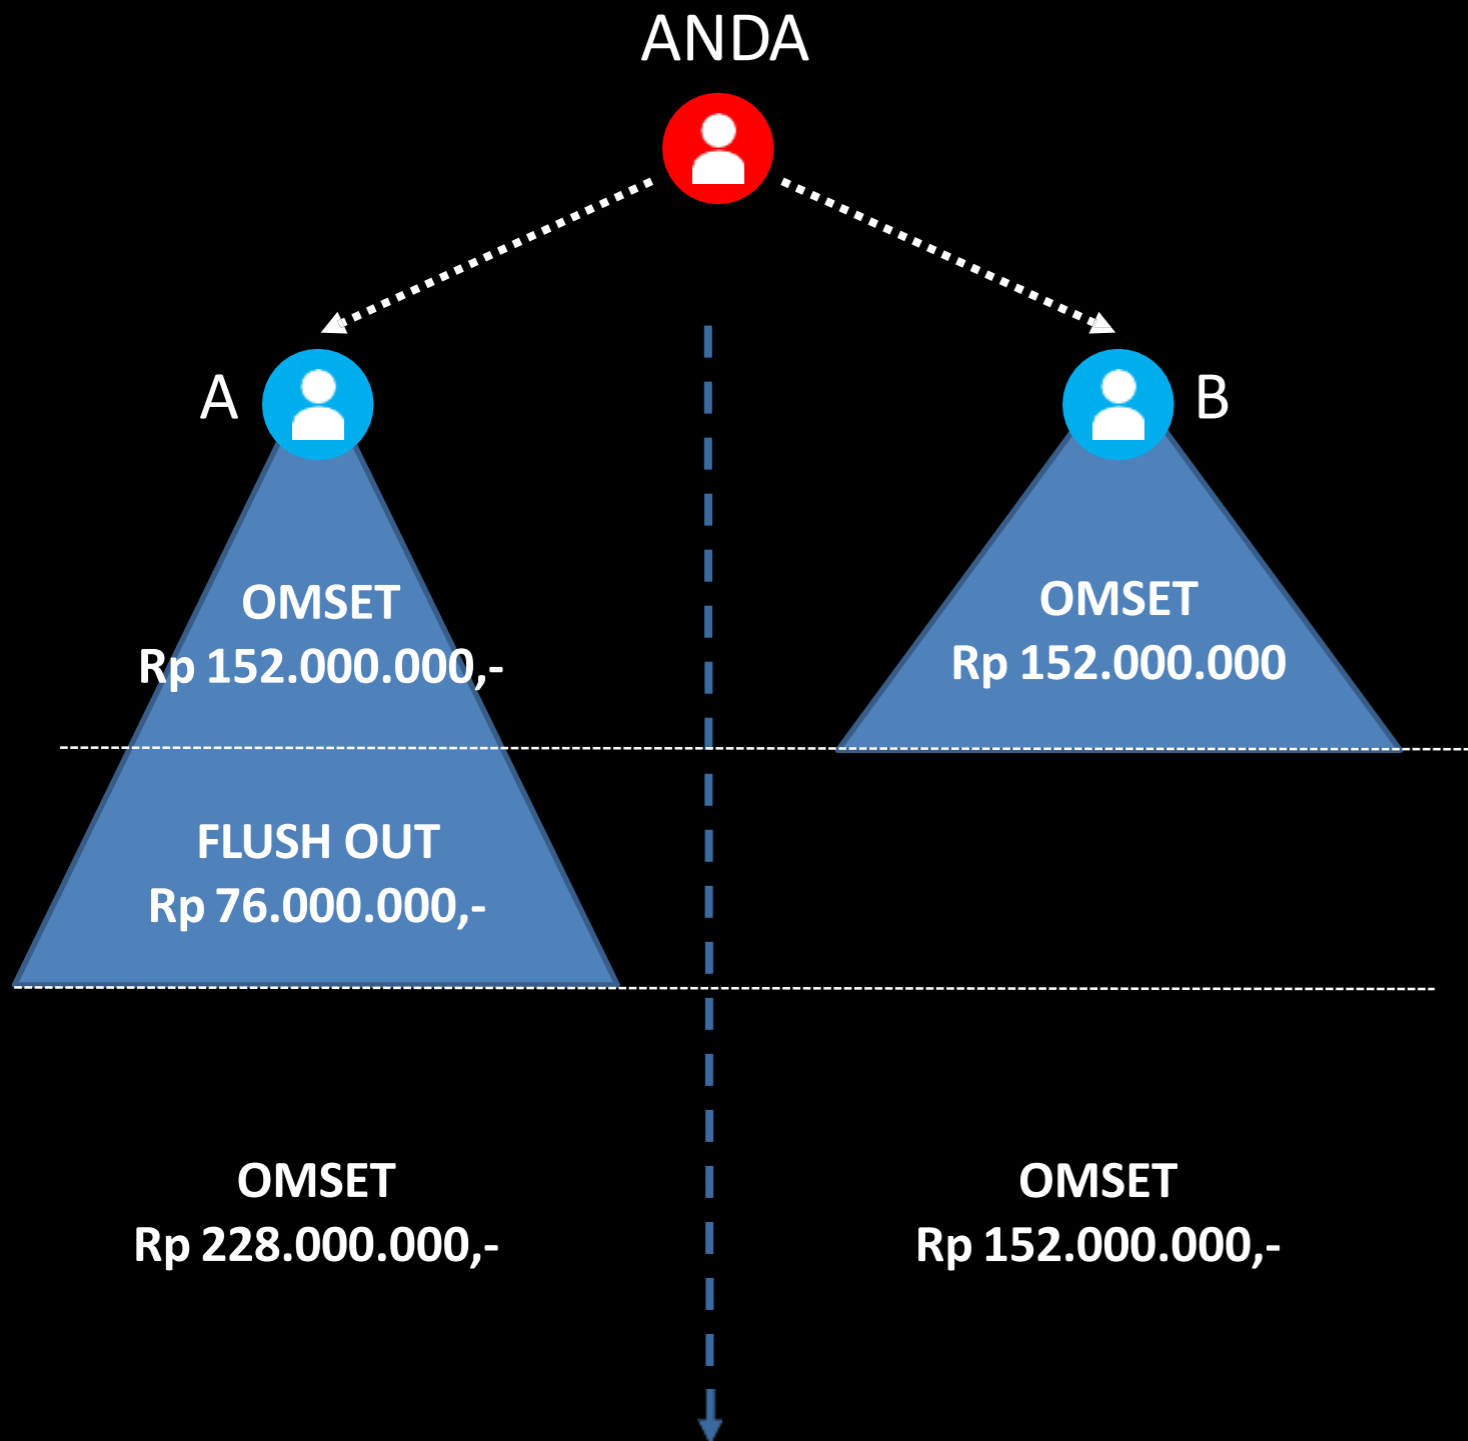 ANDA
A
B
OMSET
Rp 152.000.000,-
OMSET
Rp 152.000.000
FLUSH OUT
Rp 76.000.000,-
OMSET
Rp 228.000.000,-
OMSET
Rp 152.000.000,-